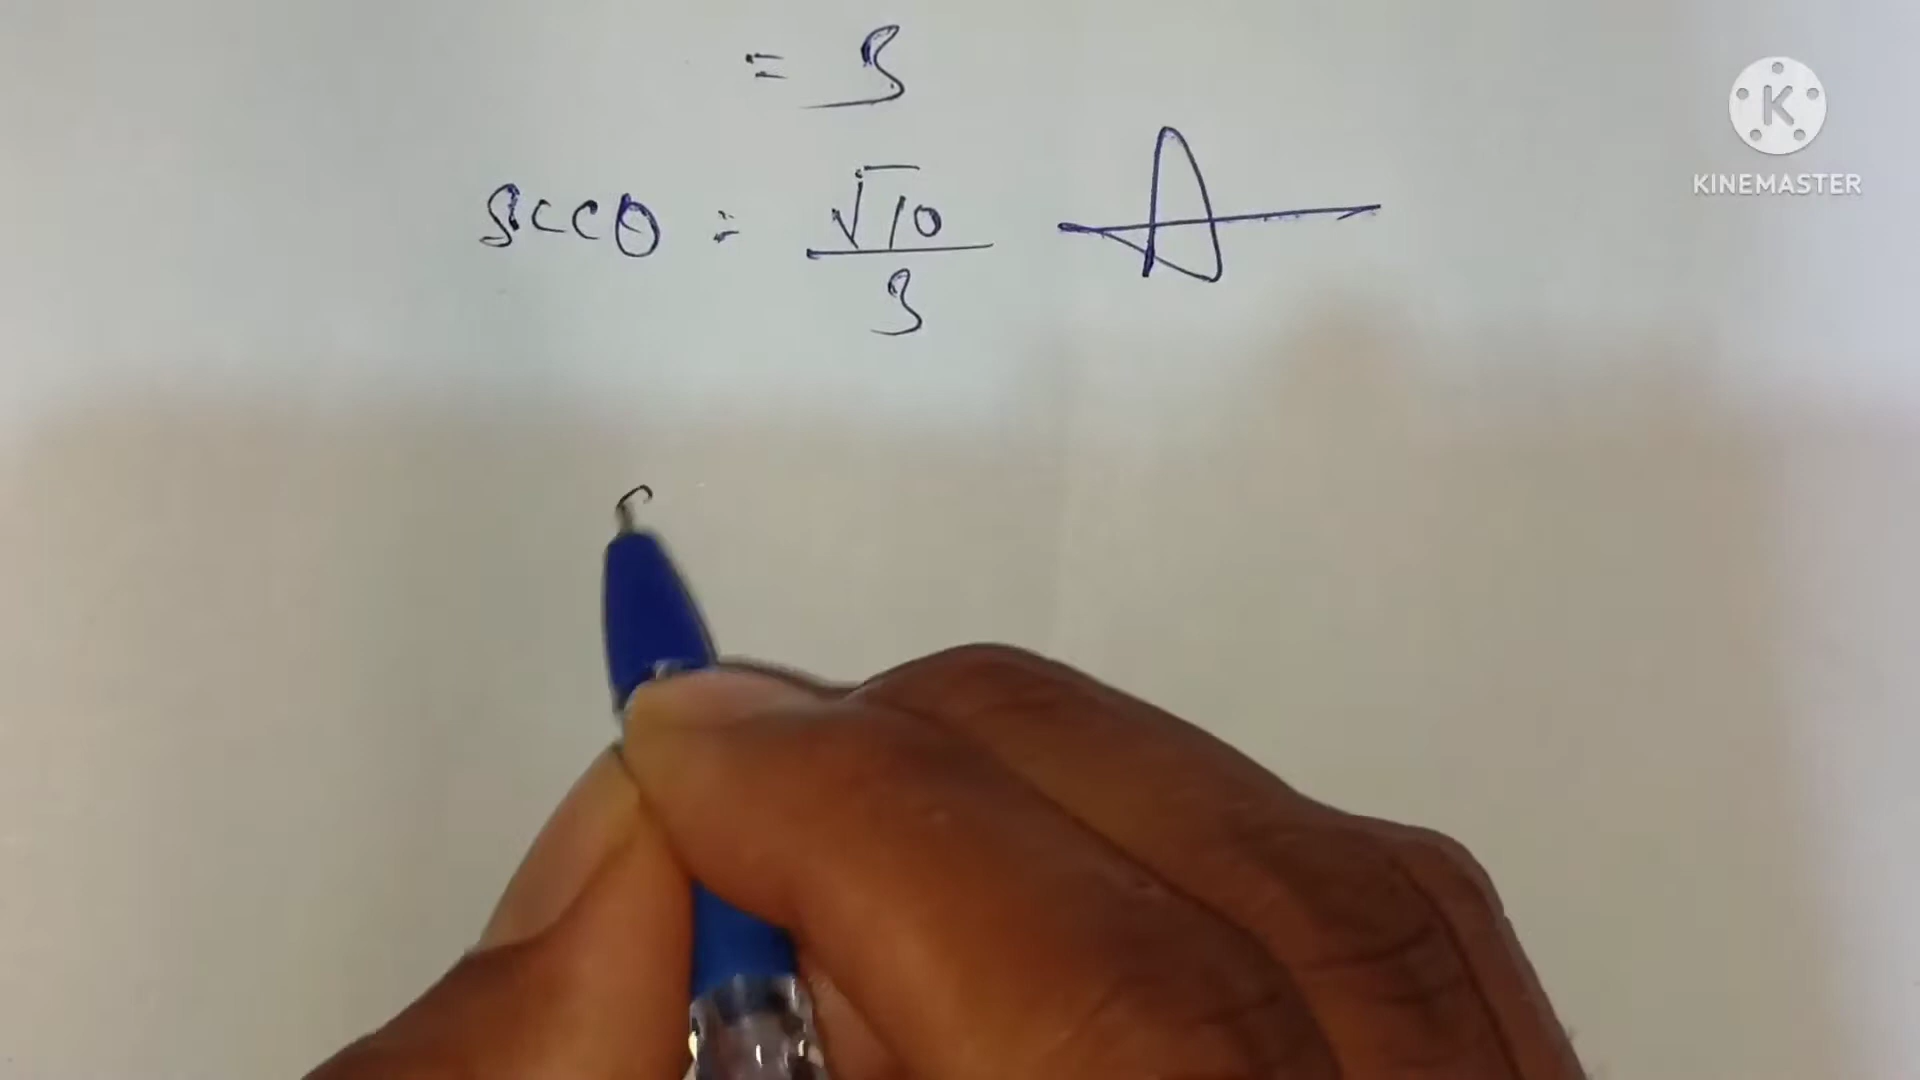 = 3
secθ = √10/3 A
K
KINEMASTER